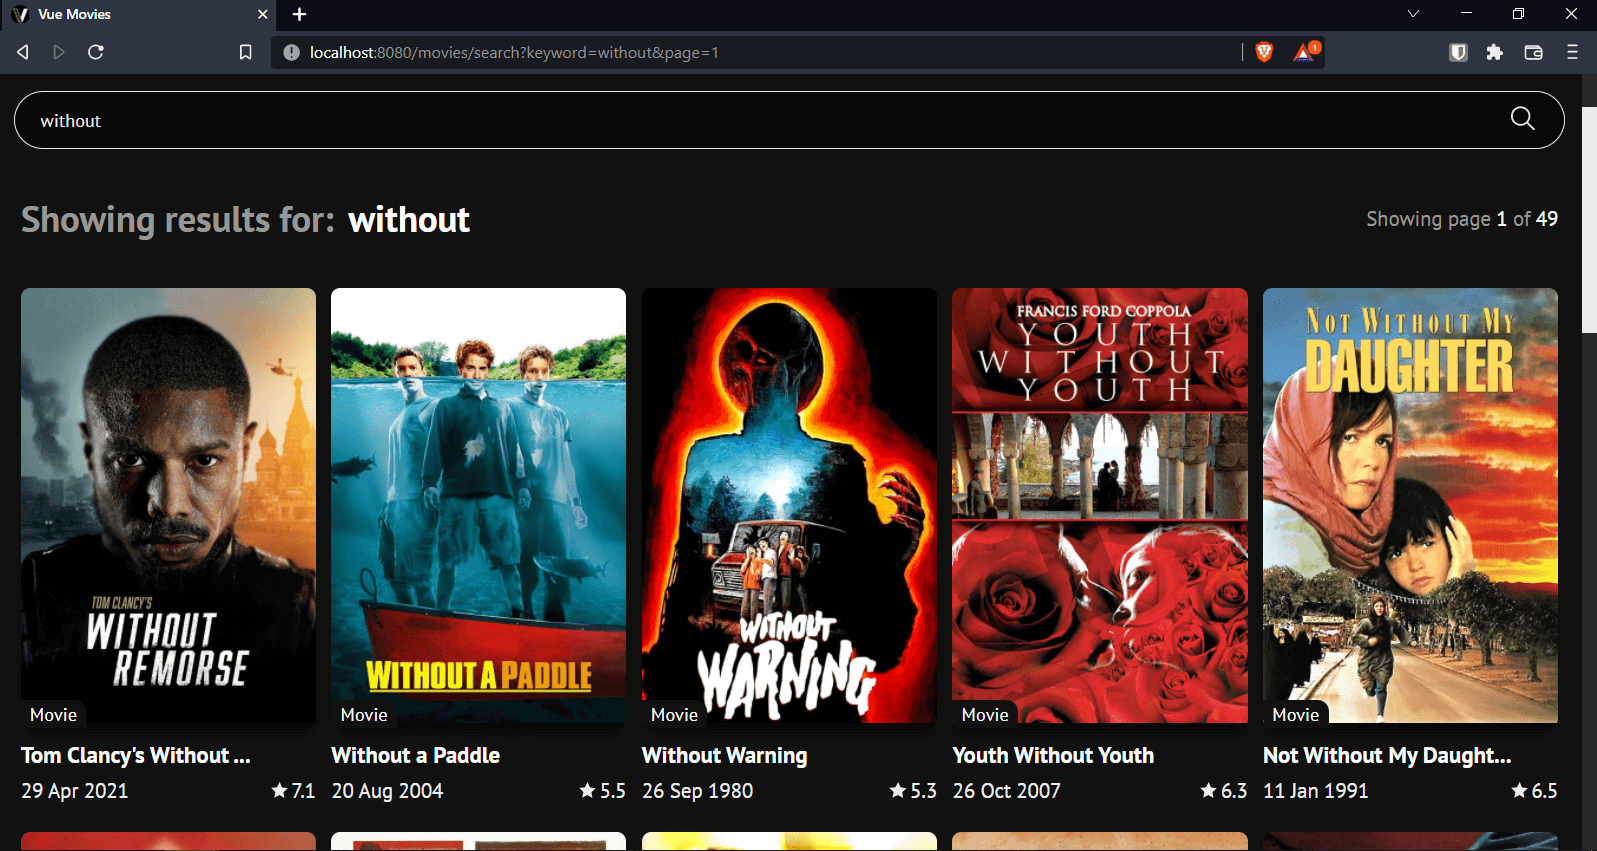 Vue Movies
localhost:8080/movies/search?keyword=without&page=1
1
without
Showing results for: without
Showing page 1 of 49
TOM CLANCY'S
WITHOUT
REMORSE
Movie
Tom Clancy's Without ...
29 Apr 2021
7.1
WITHOUT A PADDLE
Movie
Without a Paddle
20 Aug 2004
5.5
WITHOUT
WARNING
Movie
Without Warning
26 Sep 1980
5.3
FRANCIS FORD COPPOLA
YOUTH
WITHOUT
YOUTH
Movie
Youth Without Youth
26 Oct 2007
6.3
NOT WITHOUT MY
DAUGHTER
Movie
Not Without My Daught...
11 Jan 1991
6.5